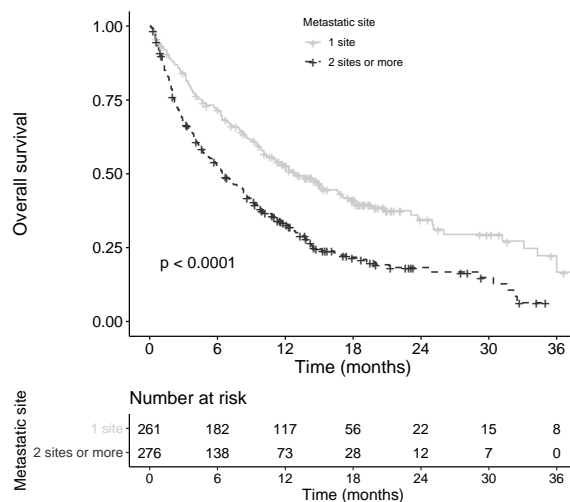 Metastatic site
1 site
2 sites or more
Overall survival
1.00
0.75
0.50
0.25
0.00
p < 0.0001
0 6 12 18 24 30 36
Time (months)
Number at risk
Metastatic site
1 site 261 182 117 56 22 15 8
2 sites or more 276 138 73 28 12 7 0
0 6 12 18 24 30 36
Time (months)